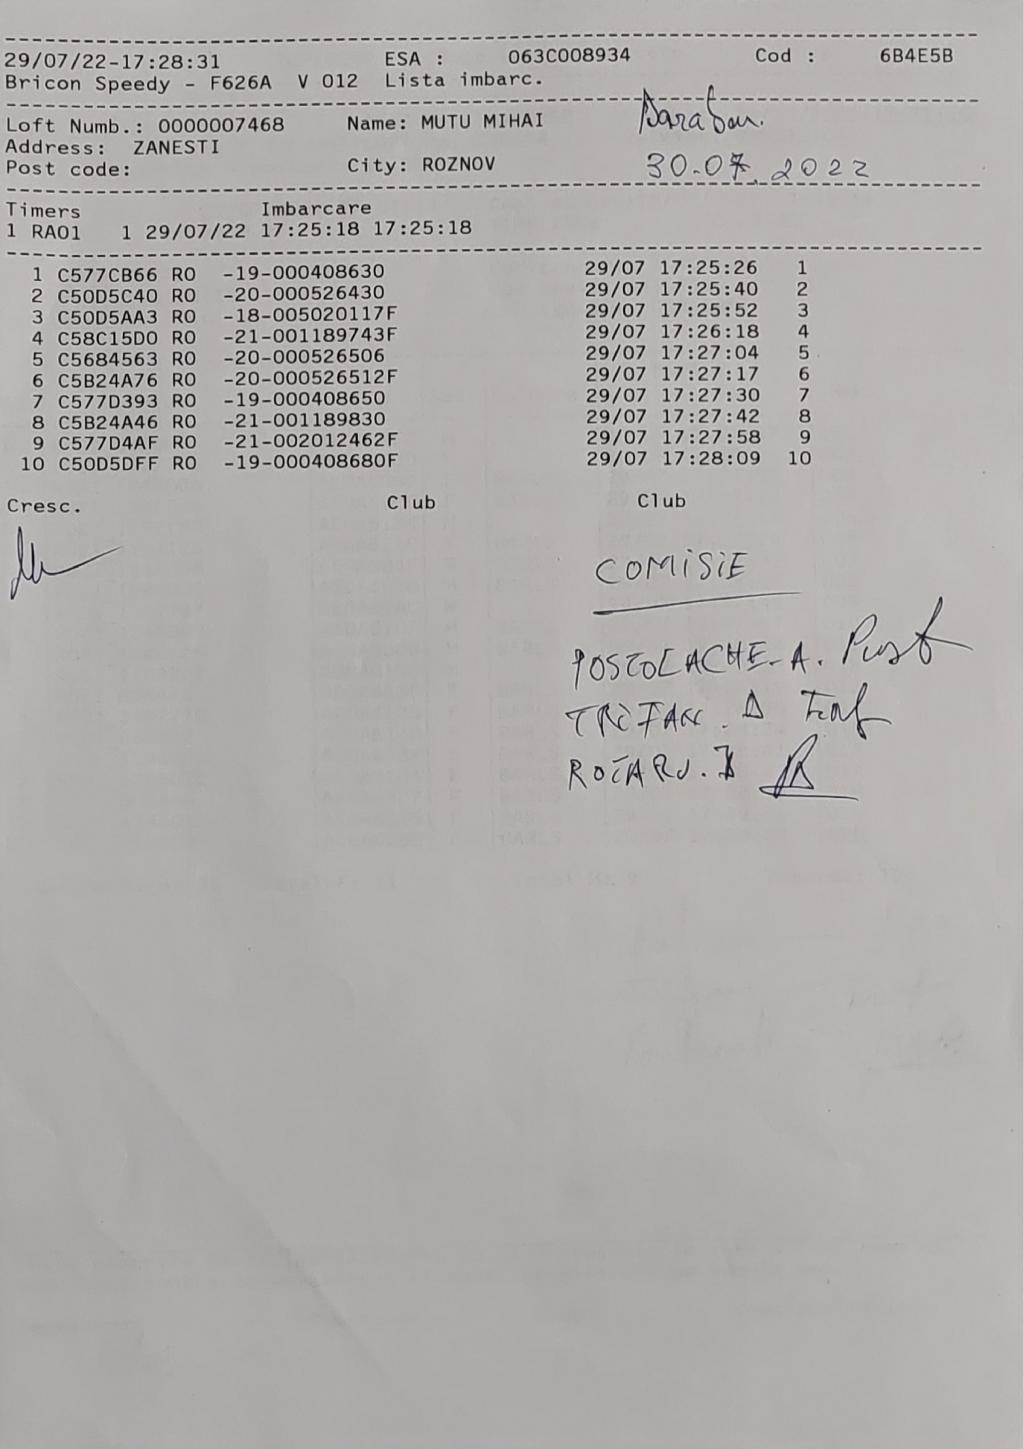 29/07/22-17:28:31 ESA : 063C008934 Cod : 6B4E5B
Bricon Speedy - F626A V 012 Lista imbarc.
Loft Numb.: 0000007468 Name: MUTU MIHAI
Address: ZANESTI
Post code: City: ROZNOV 30.07.2022
Timers Imbarcare
1 RA01 1 29/07/22 17:25:18 17:25:18
1 C577CB66 RO -19-000408630 29/07 17:25:26 1
2 C50D5C40 RO -20-000526430 29/07 17:25:40 2
3 C50D5AA3 RO -18-005020117F 29/07 17:25:52 3
4 C58C15D0 RO -21-001189743F 29/07 17:26:18 4
5 C5684563 RO -20-000526506 29/07 17:27:04 5
6 C5B24A76 RO -20-000526512F 29/07 17:27:17 6
7 C577D393 RO -19-000408650 29/07 17:27:30 7
8 C5B24A46 RO -21-001189830 29/07 17:27:42 8
9 C577D4AF RO -21-002012462F 29/07 17:27:58 9
10 C50D5DFF RO -19-000408680F 29/07 17:28:09 10
Cresc. Club Club
COMISIE
POSTOLACHE. A.
TRIFAN. D
ROTARU.